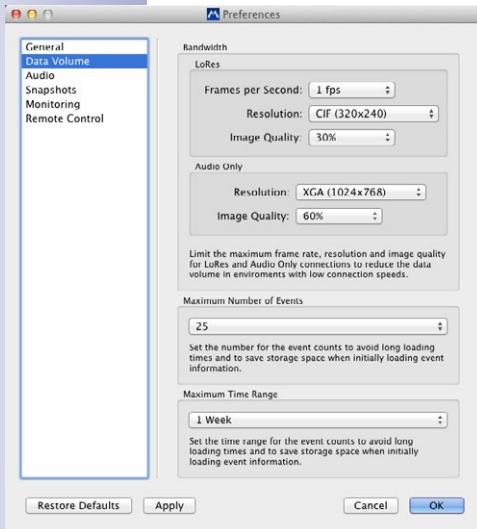 Preferences
General
Data Volume
Audio
Snapshots
Monitoring
Remote Control
Bandwidth
LoRes
Frames per Second: 1 fps
Resolution: CIF (320x240)
Image Quality: 30%
Audio Only
Resolution: XGA (1024x768)
Image Quality: 60%
Limit the maximum frame rate, resolution and image quality
for LoRes and Audio Only connections to reduce the data
volume in enviroments with low connection speeds.
Maximum Number of Events
25
Set the number for the event counts to avoid long loading
times and to save storage space when initially loading event
information.
Maximum Time Range
1 Week
Set the time range for the event counts to avoid long
loading times and to save storage space when initially
loading event information.
Restore Defaults
Apply
Cancel
OK